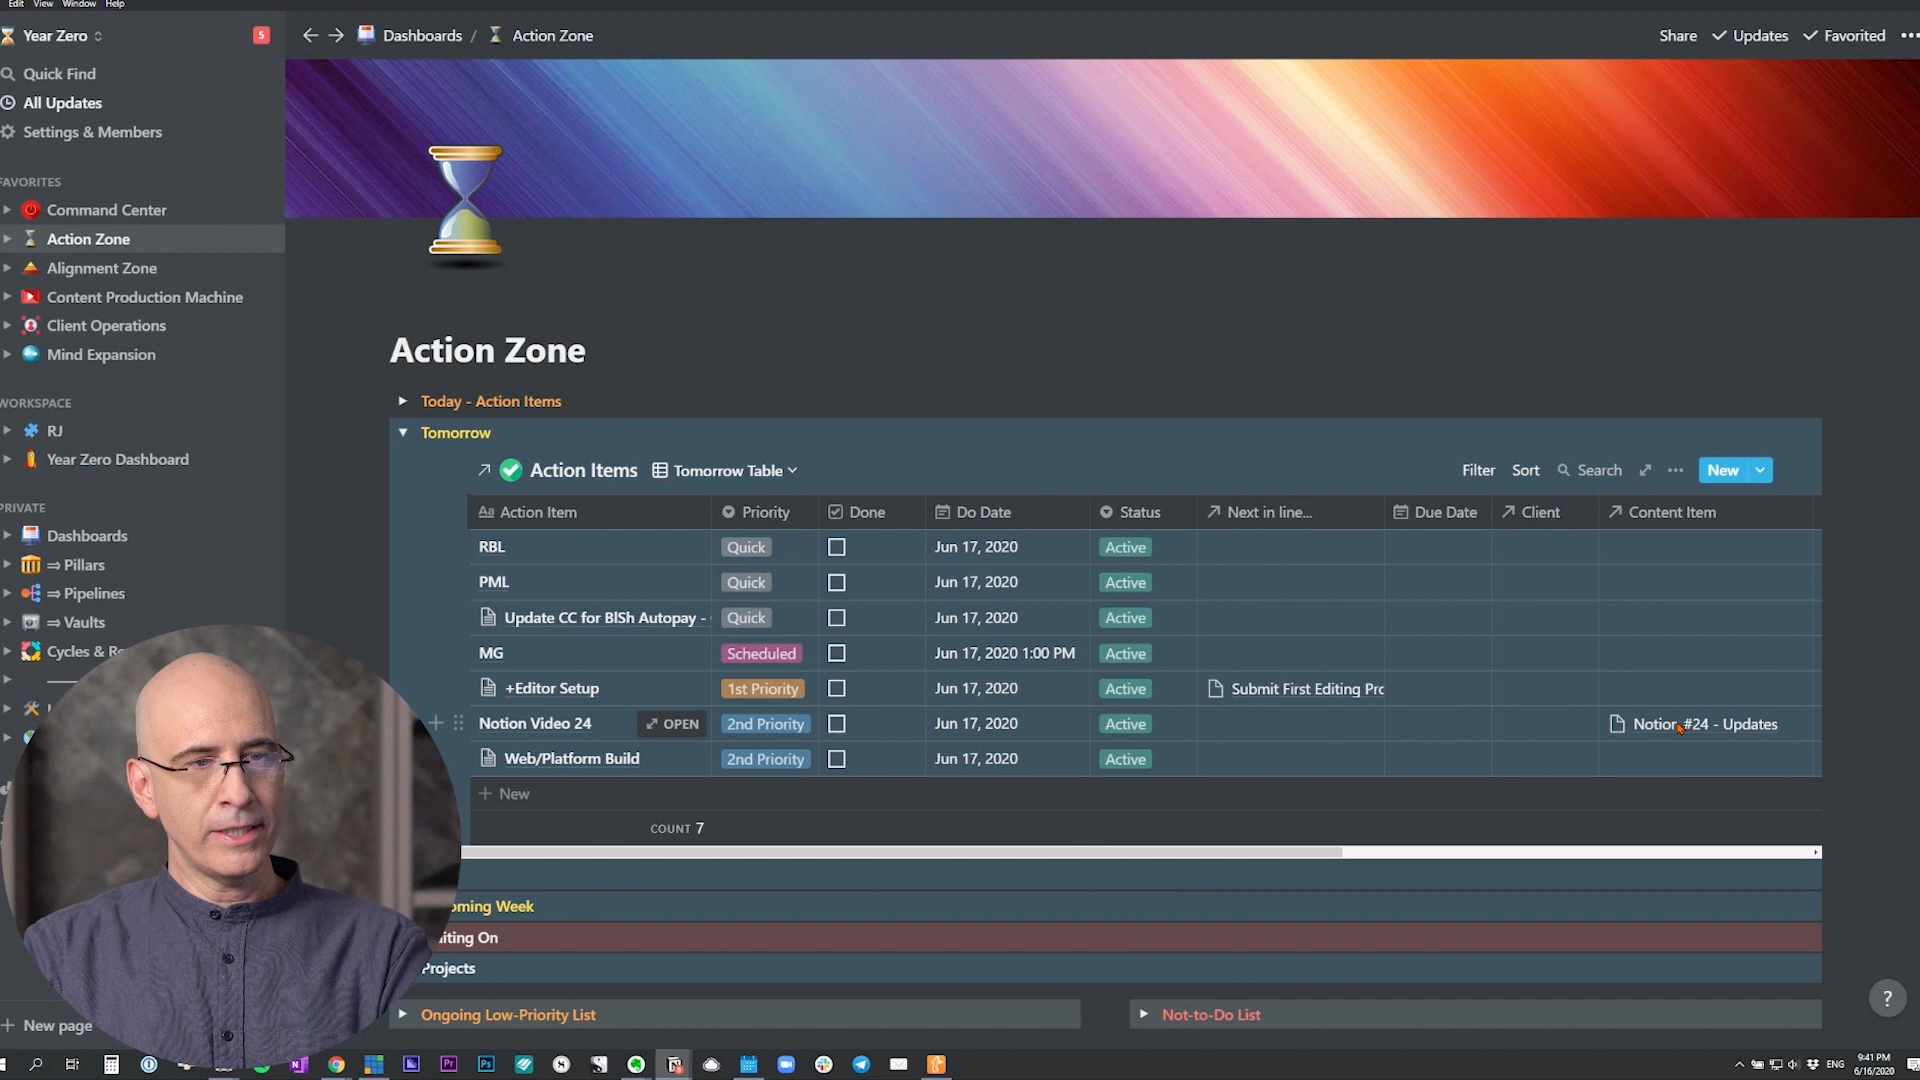 Edit View Window Help
Year Zero
5
Dashboards / Action Zone
Share Updates Favorited
Quick Find
All Updates
Settings & Members
FAVORITES
Command Center
Action Zone
Alignment Zone
Content Production Machine
Client Operations
Mind Expansion
WORKSPACE
RJ
Year Zero Dashboard
PRIVATE
Dashboards
⇒ Pillars
⇒ Pipelines
⇒ Vaults
Cycles & Re
New page
Action Zone
Today - Action Items
Tomorrow
Action Items Tomorrow Table
Filter Sort Search New
Aa Action Item Priority Done Do Date Status Next in line... Due Date Client Content Item
RBL Quick Jun 17, 2020 Active
PML Quick Jun 17, 2020 Active
Update CC for BlSh Autopay - Quick Jun 17, 2020 Active
MG Scheduled Jun 17, 2020 1:00 PM Active
+Editor Setup 1st Priority Jun 17, 2020 Active Submit First Editing Prc
Notion Video 24 OPEN 2nd Priority Jun 17, 2020 Active Notion #24 - Updates
Web/Platform Build 2nd Priority Jun 17, 2020 Active
+ New
COUNT 7
oming Week
iting On
Projects
Ongoing Low-Priority List
Not-to-Do List
?
Pr Ps
ENG
9:41 PM
6/16/2020